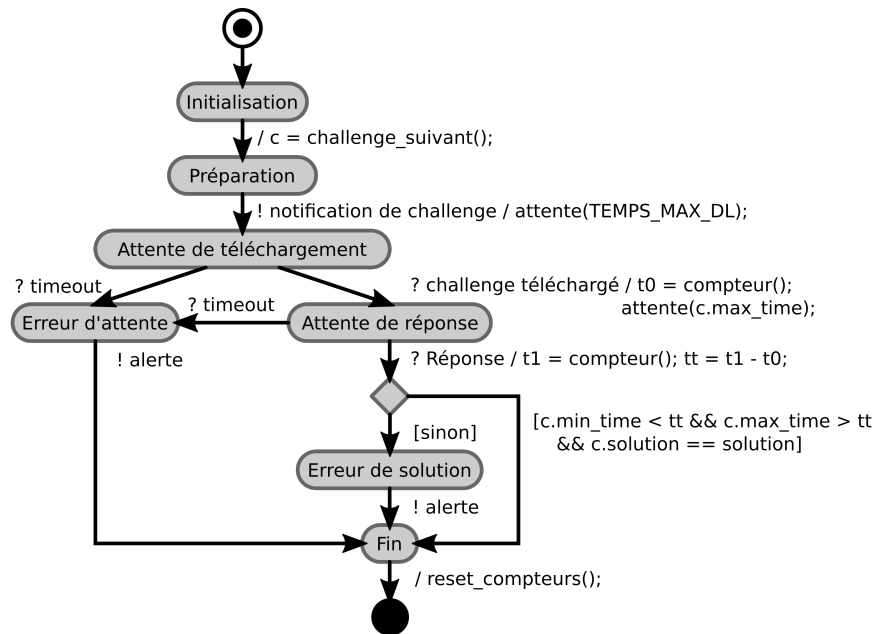 Initialisation
/ c = challenge_suivant();
Préparation
! notification de challenge / attente(TEMPS_MAX_DL);
Attente de téléchargement
? timeout
? challenge téléchargé / t0 = compteur();
attente(c.max_time);
? timeout
Erreur d'attente
Attente de réponse
! alerte
? Réponse / t1 = compteur(); tt = t1 - t0;
[c.min_time < tt && c.max_time > tt
&& c.solution == solution]
[sinon]
Erreur de solution
! alerte
Fin
/ reset_compteurs();